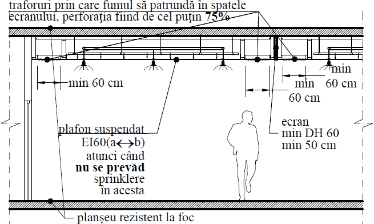 traforuri prin care fumul să patrundă în spatele
ecranului, perforația fiind de cel puțin 75%
min 60 cm
min
60 cm
min
60 cm
plafon suspendat
EI60(a↔b)
atunci când
nu se prevăd
sprinklere
în acesta
ecran
min DH 60
min 50 cm
planșeu rezistent la foc